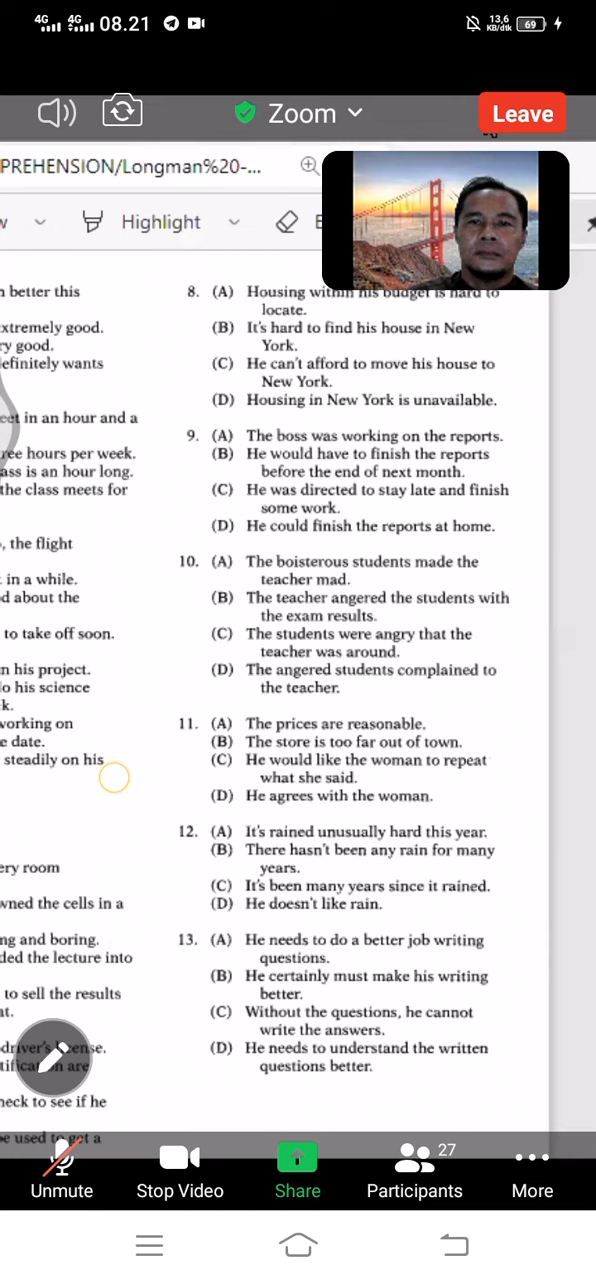 4G 4G 08.21
13,6
KB/dtk
69
Zoom
Leave
PREHENSION/Longman%20-...
Highlight
better this
xtremely good.
ry good.
efinitely wants
eet in an hour and a
ree hours per week.
ass is an hour long.
the class meets for
, the flight
in a while.
d about the
to take off soon.
n his project.
lo his science
k.
working on
e date.
steadily on his
ery room
wned the cells in a
ng and boring.
ded the lecture into
to sell the results
at.
driver's license.
are
heck to see if he
be used to get a
8. (A) Housing within his budget is hard to
locate.
(B) It's hard to find his house in New
York.
(C) He can't afford to move his house to
New York.
(D) Housing in New York is unavailable.
9. (A) The boss was working on the reports.
(B) He would have to finish the reports
before the end of next month.
(C) He was directed to stay late and finish
some work.
(D) He could finish the reports at home.
10. (A) The boisterous students made the
teacher mad.
(B) The teacher angered the students with
the exam results.
(C) The students were angry that the
teacher was around.
(D) The angered students complained to
the teacher.
11. (A) The prices are reasonable.
(B) The store is too far out of town.
(C) He would like the woman to repeat
what she said.
(D) He agrees with the woman.
12. (A) It's rained unusually hard this year.
(B) There hasn't been any rain for many
years.
(C) It's been many years since it rained.
(D) He doesn't like rain.
13. (A) He needs to do a better job writing
questions.
(B) He certainly must make his writing
better.
(C) Without the questions, he cannot
write the answers.
(D) He needs to understand the written
questions better.
Unmute
Stop Video
Share
27
Participants
More